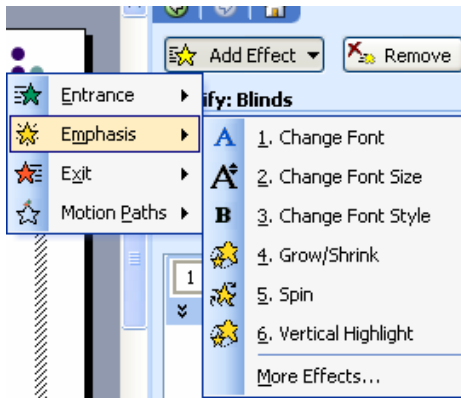 Add Effect Remove
Entrance
ify: Blinds
Emphasis
Exit
Motion Paths
A 1. Change Font
A 2. Change Font Size
B 3. Change Font Style
4. Grow/Shrink
5. Spin
6. Vertical Highlight
More Effects...
1